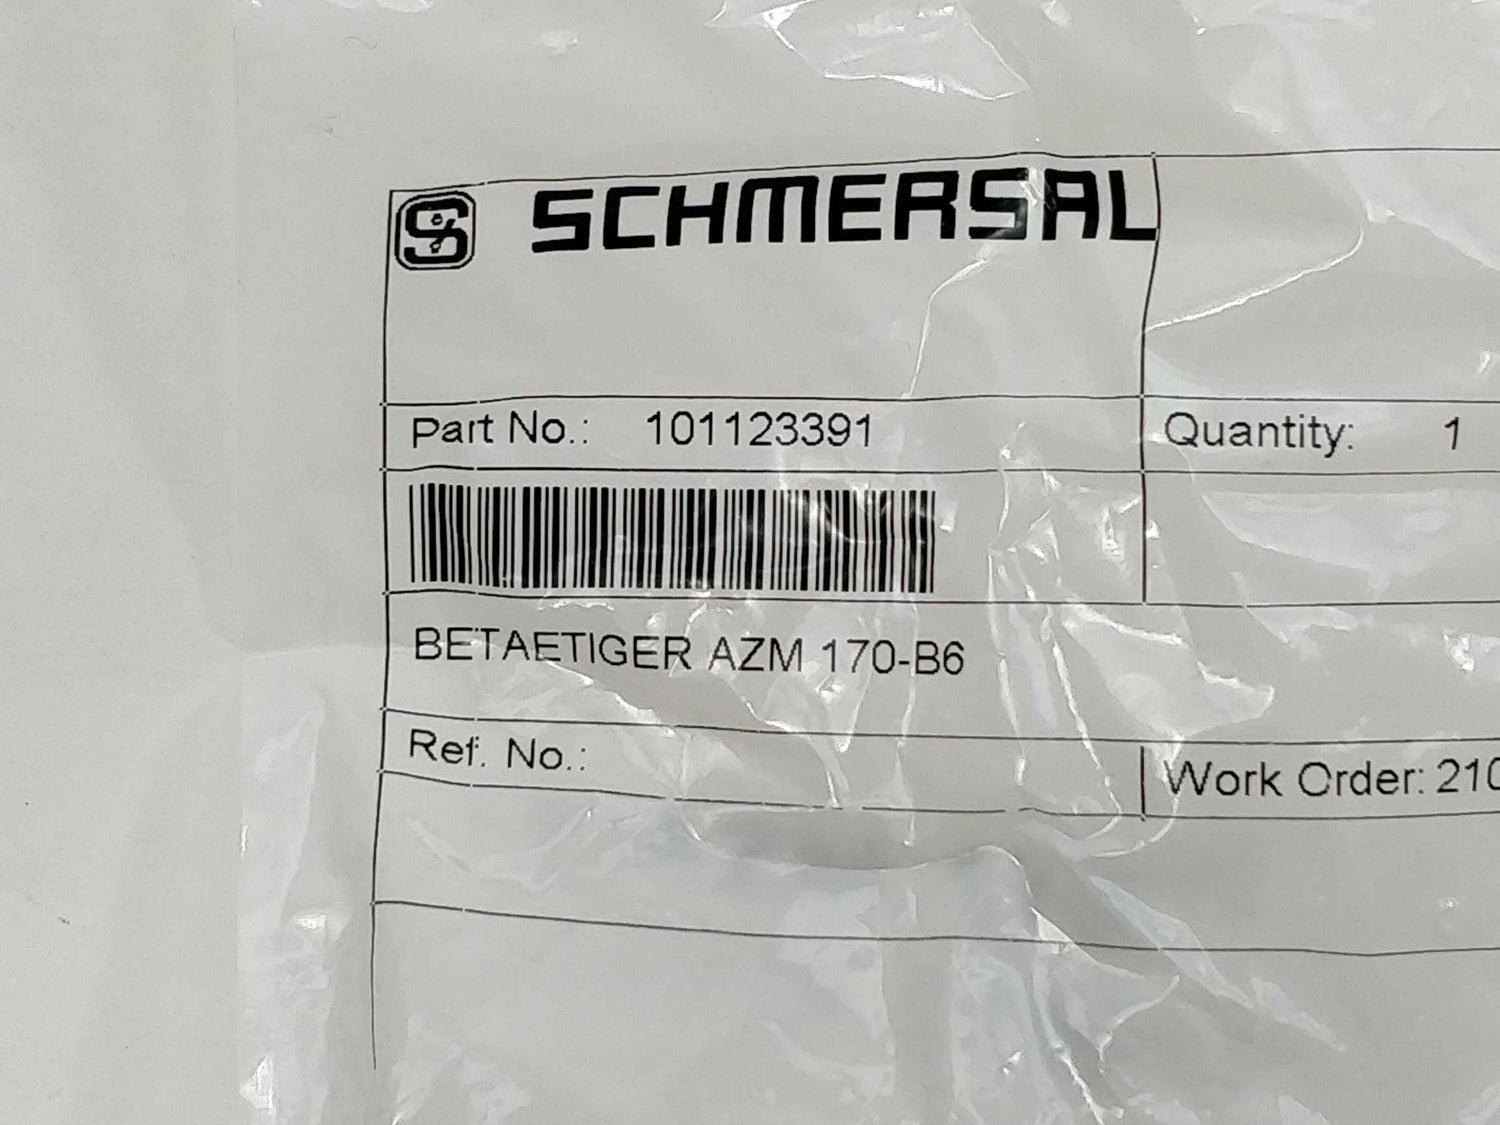 SCHMERSAL
Part No.: 101123391
Quantity: 1
BETAETIGER AZM 170-B6
Ref. No.:
Work Order: 210